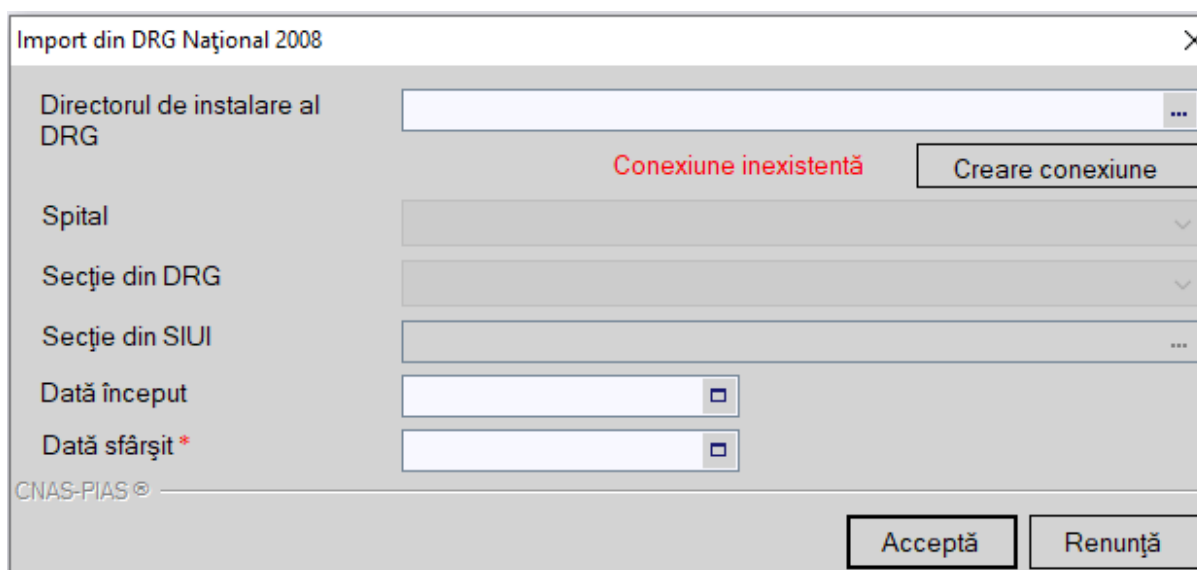 Import din DRG Naţional 2008
Directorul de instalare al
DRG
...
Conexiune inexistentă
Creare conexiune
Spital
Secţie din DRG
Secţie din SIUI
...
Dată început
Dată sfârşit *
CNAS-PIAS ®
Acceptă
Renunţă